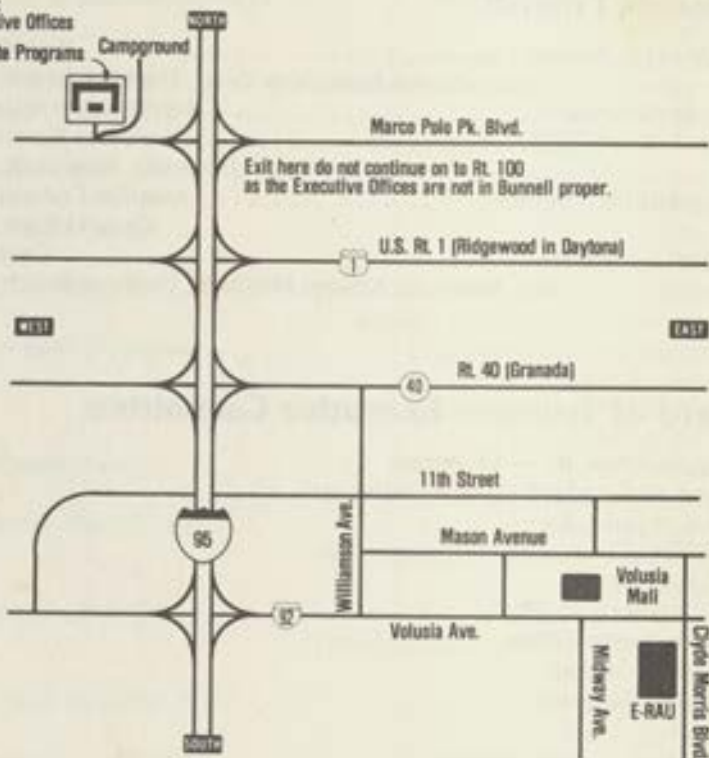 NORTH
ive Offices
te Programs
Campground
Marco Polo Pk. Blvd.
Exit here do not continue on to Rt. 100
as the Executive Offices are not in Bunnell proper.
U.S. Rt. 1 (Ridgewood in Daytona)
1
WEST
EAST
Rt. 40 (Granada)
40
11th Street
95
Williamson Ave.
Mason Avenue
Volusia
Mall
92
Volusia Ave.
Midway Ave.
E-RAU
Clyde Morris Blvd.
SOUTH